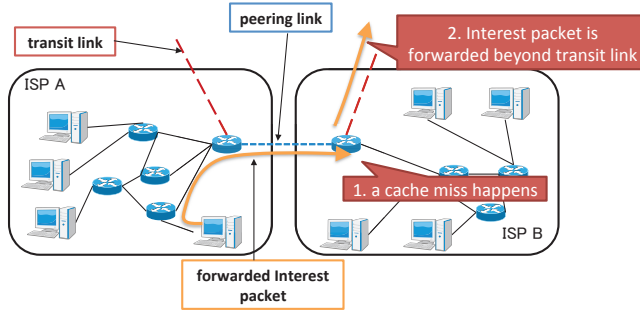 transit link
peering link
2. Interest packet is
forwarded beyond transit link
ISP A
1. a cache miss happens
forwarded Interest
packet
ISP B